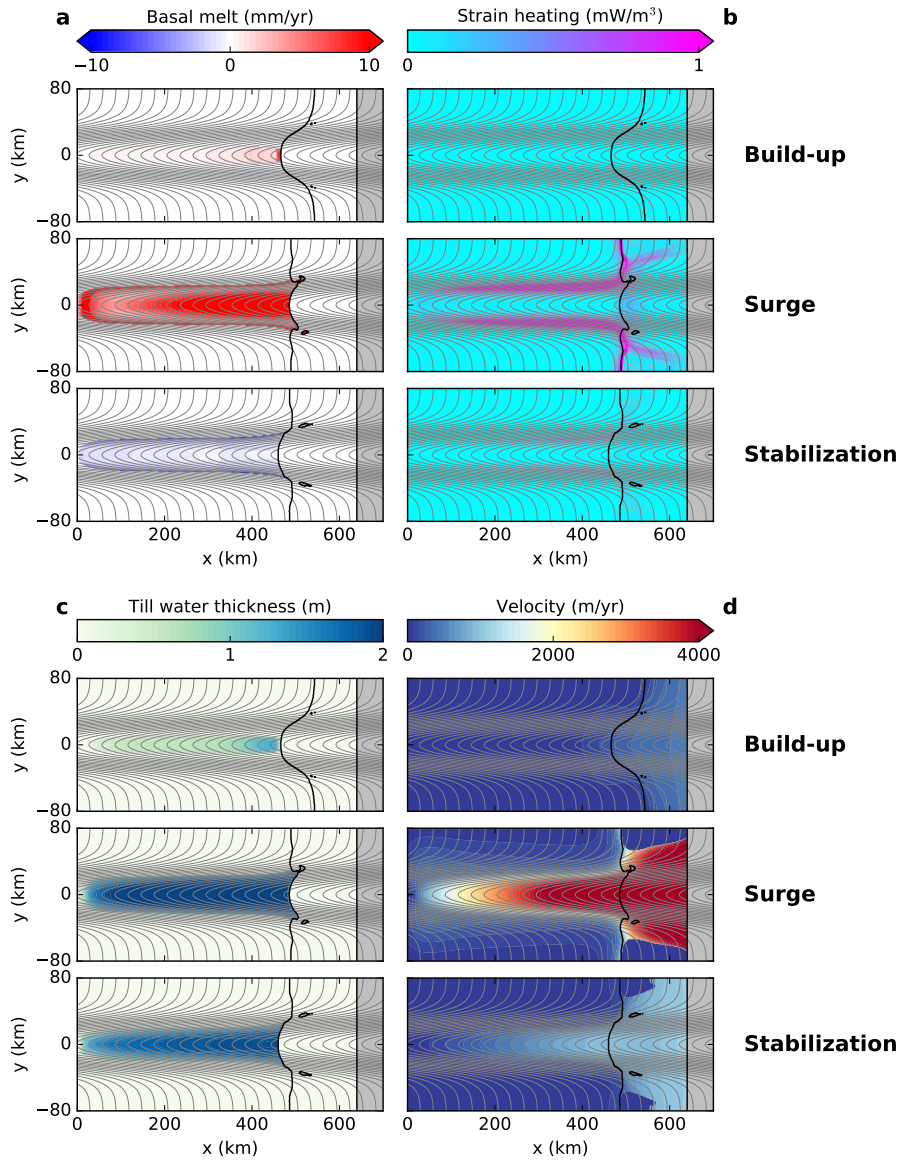 a Basal melt (mm/yr) Strain heating (mW/m³) b
−10 0 10 0 1
80
0
−80
y (km)
Build-up
80
0
−80
y (km)
Surge
80
0
−80
y (km)
Stabilization
0 200 400 600 0 200 400 600
x (km) x (km)
c Till water thickness (m) Velocity (m/yr) d
0 1 2 0 2000 4000
80
0
−80
y (km)
Build-up
80
0
−80
y (km)
Surge
80
0
−80
y (km)
Stabilization
0 200 400 600 0 200 400 600
x (km) x (km)